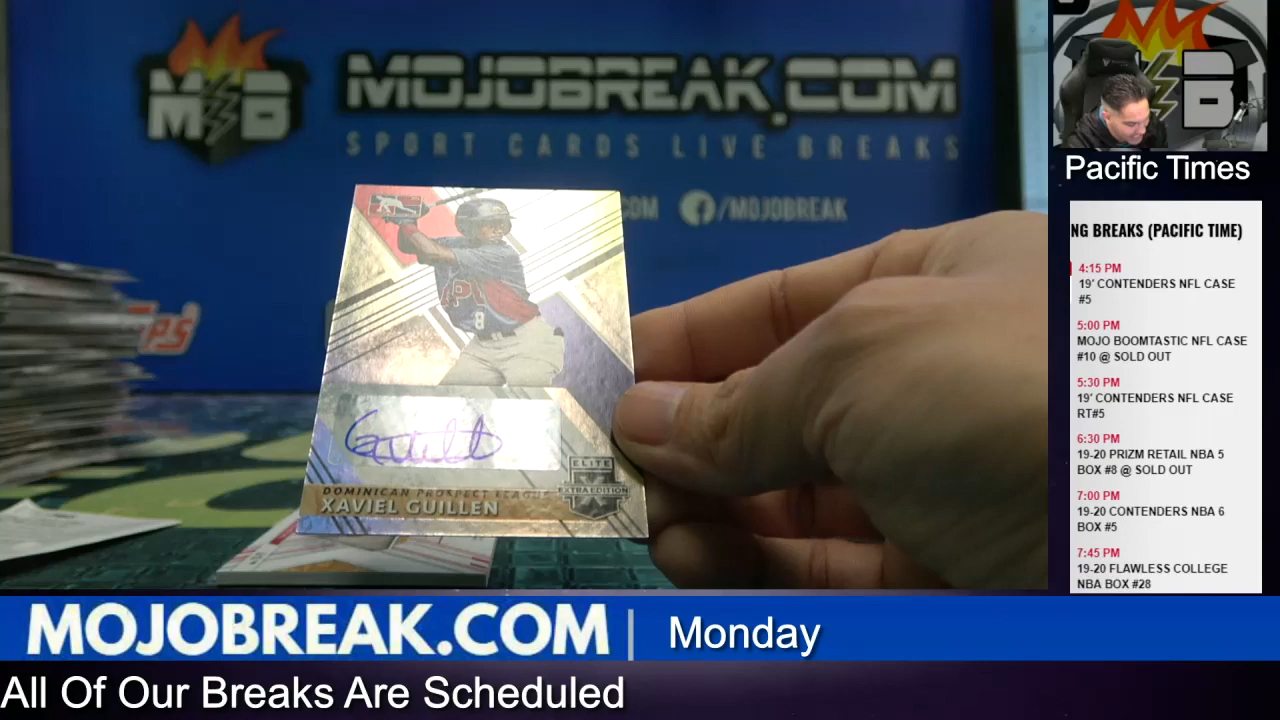 MB
MOJOBREAK.COM
SPORT CARDS LIVE BREAKS
COM
/MOJOBREAK
8
ELITE
EXTRA EDITION
DOMINICAN PROSPECT LEAGUE
XAVIEL GUILLEN
B
Pacific Times
NG BREAKS (PACIFIC TIME)
4:15 PM
19' CONTENDERS NFL CASE
#5
5:00 PM
MOJO BOOMTASTIC NFL CASE
#10 @ SOLD OUT
5:30 PM
19' CONTENDERS NFL CASE
RT#5
6:30 PM
19-20 PRIZM RETAIL NBA 5
BOX #8 @ SOLD OUT
7:00 PM
19-20 CONTENDERS NBA 6
BOX #5
7:45 PM
19-20 FLAWLESS COLLEGE
NBA BOX #28
MOJOBREAK.COM
Monday
All Of Our Breaks Are Scheduled